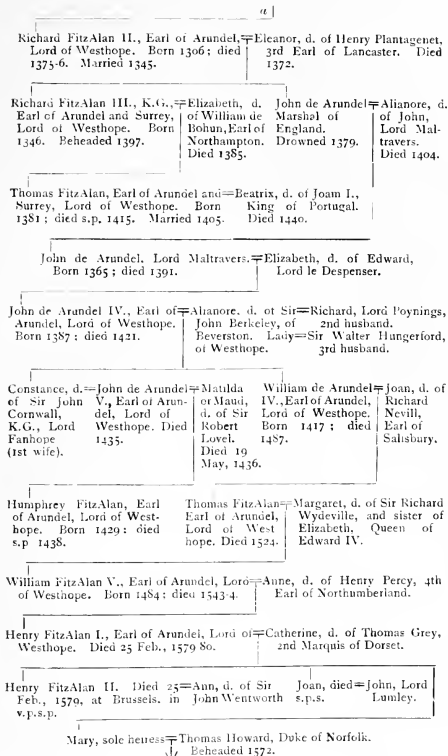 a
Richard FitzAlan II., Earl of Arundel,=Eleanor, d. of Henry Plantagenet,
Lord of Westhope. Born 1306; died 3rd Earl of Lancaster. Died
1375-6. Married 1345. 1372.
Richard FitzAlan III., K.G.,=Elizabeth, d. John de Arundel=Alianore, d.
Earl of Arundel and Surrey, of William de Marshal of of John,
Lord of Westhope. Born Bohun, Earl of England. Lord Mal-
1346. Beheaded 1397. Northampton. Drowned 1379. travers.
Died 1385. Died 1404.
Thomas FitzAlan, Earl of Arundel and=Beatrix, d. of Joam I.,
Surrey, Lord of Westhope. Born King of Portugal.
1381; died s.p. 1415. Married 1405. Died 1440.
John de Arundel, Lord Maltravers.=Elizabeth, d. of Edward,
Born 1365; died 1391. Lord le Despenser.
John de Arundel IV., Earl of=Alianore, d. of Sir=Richard, Lord Poynings,
Arundel, Lord of Westhope. John Berkeley, of 2nd husband.
Born 1387; died 1421. Beverston. Lady=Sir Walter Hungerford,
of Westhope. 3rd husband.
Constance, d.=John de Arundel=Matilda William de Arundel=Joan, d. of
of Sir John V., Earl of Arun- or Maud, IV., Earl of Arundel, Richard
Cornwall, del, Lord of d. of Sir Lord of Westhope. Nevill,
K.G., Lord Westhope. Died Robert Born 1417; died Earl of
Fanhope 1435. Lovel. 1487. Salisbury.
(1st wife). Died 19
May, 1436.
Humphrey FitzAlan, Earl Thomas FitzAlan=Margaret, d. of Sir Richard
of Arundel, Lord of West- Earl of Arundel, Wydeville, and sister of
hope. Born 1429; died Lord of West Elizabeth, Queen of
s.p 1438. hope. Died 1524. Edward IV.
William FitzAlan V., Earl of Arundel, Lord=Anne, d. of Henry Percy, 4th
of Westhope. Born 1484; died 1543-4. Earl of Northumberland.
Henry FitzAlan I., Earl of Arundel, Lord of=Catherine, d. of Thomas Grey,
Westhope. Died 25 Feb., 1579 80. 2nd Marquis of Dorset.
Henry FitzAlan II. Died 25=Ann, d. of Sir Joan, died=John, Lord
Feb., 1579, at Brussels. in John Wentworth s.p.s. Lumley.
v.p.s.p.
Mary, sole heiress=Thomas Howard, Duke of Norfolk.
Beheaded 1572.